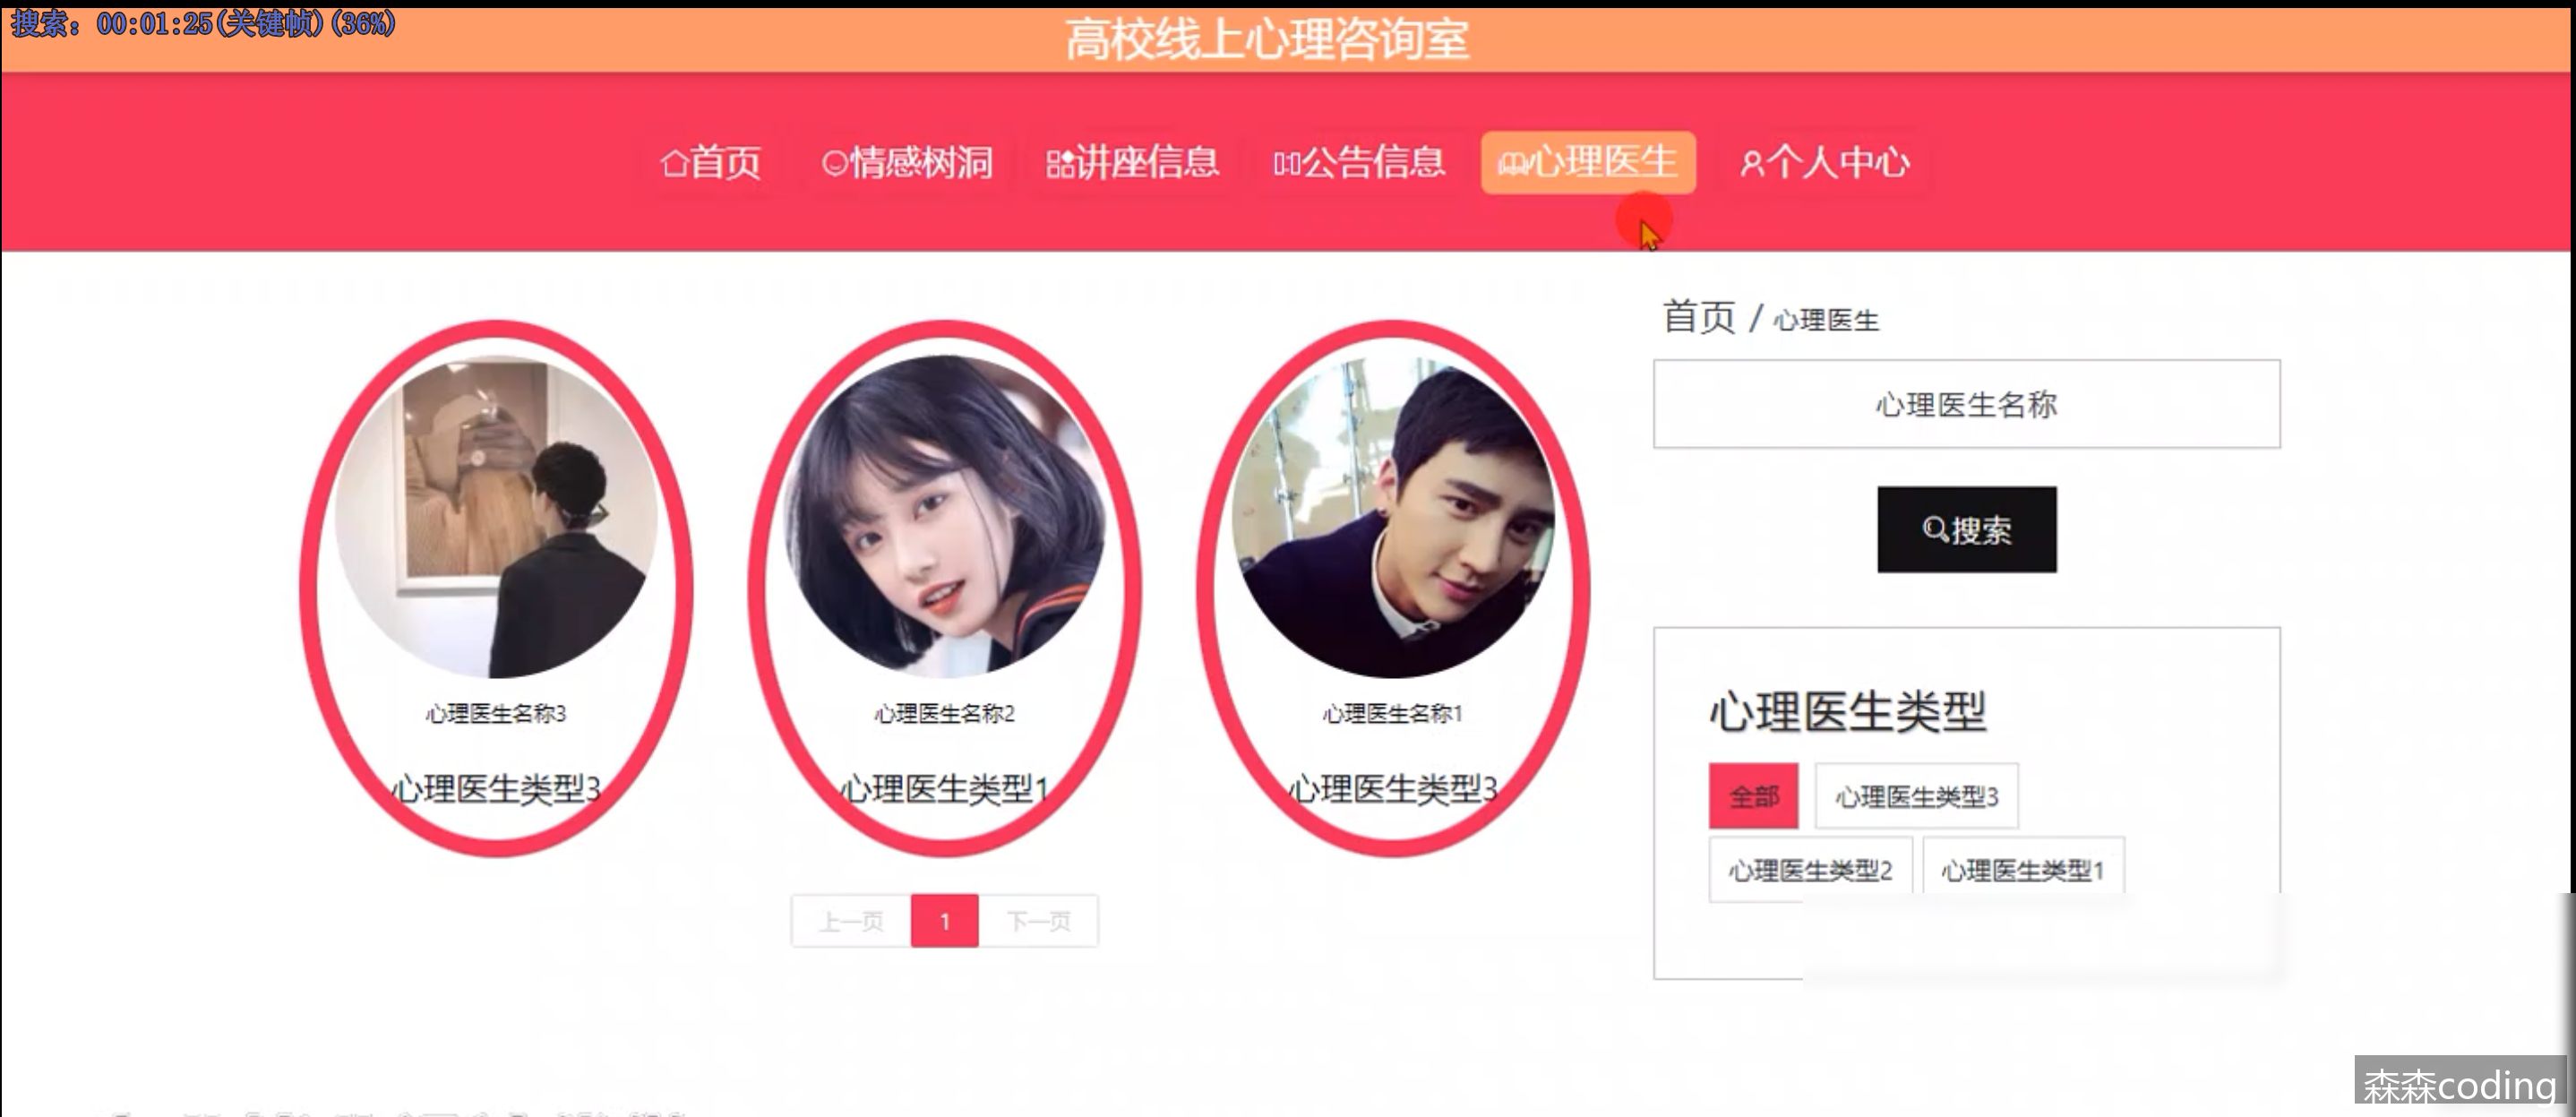 搜索：00:01:25(关键帧)(36%)
高校线上心理咨询室
首页 情感树洞 讲座信息 公告信息 心理医生 个人中心
首页 / 心理医生
心理医生名称
搜索
心理医生名称3 心理医生名称2 心理医生名称1
心理医生类型3 心理医生类型1 心理医生类型3
心理医生类型
全部 心理医生类型3
心理医生类型2 心理医生类型1
上一页 1 下一页
森森coding